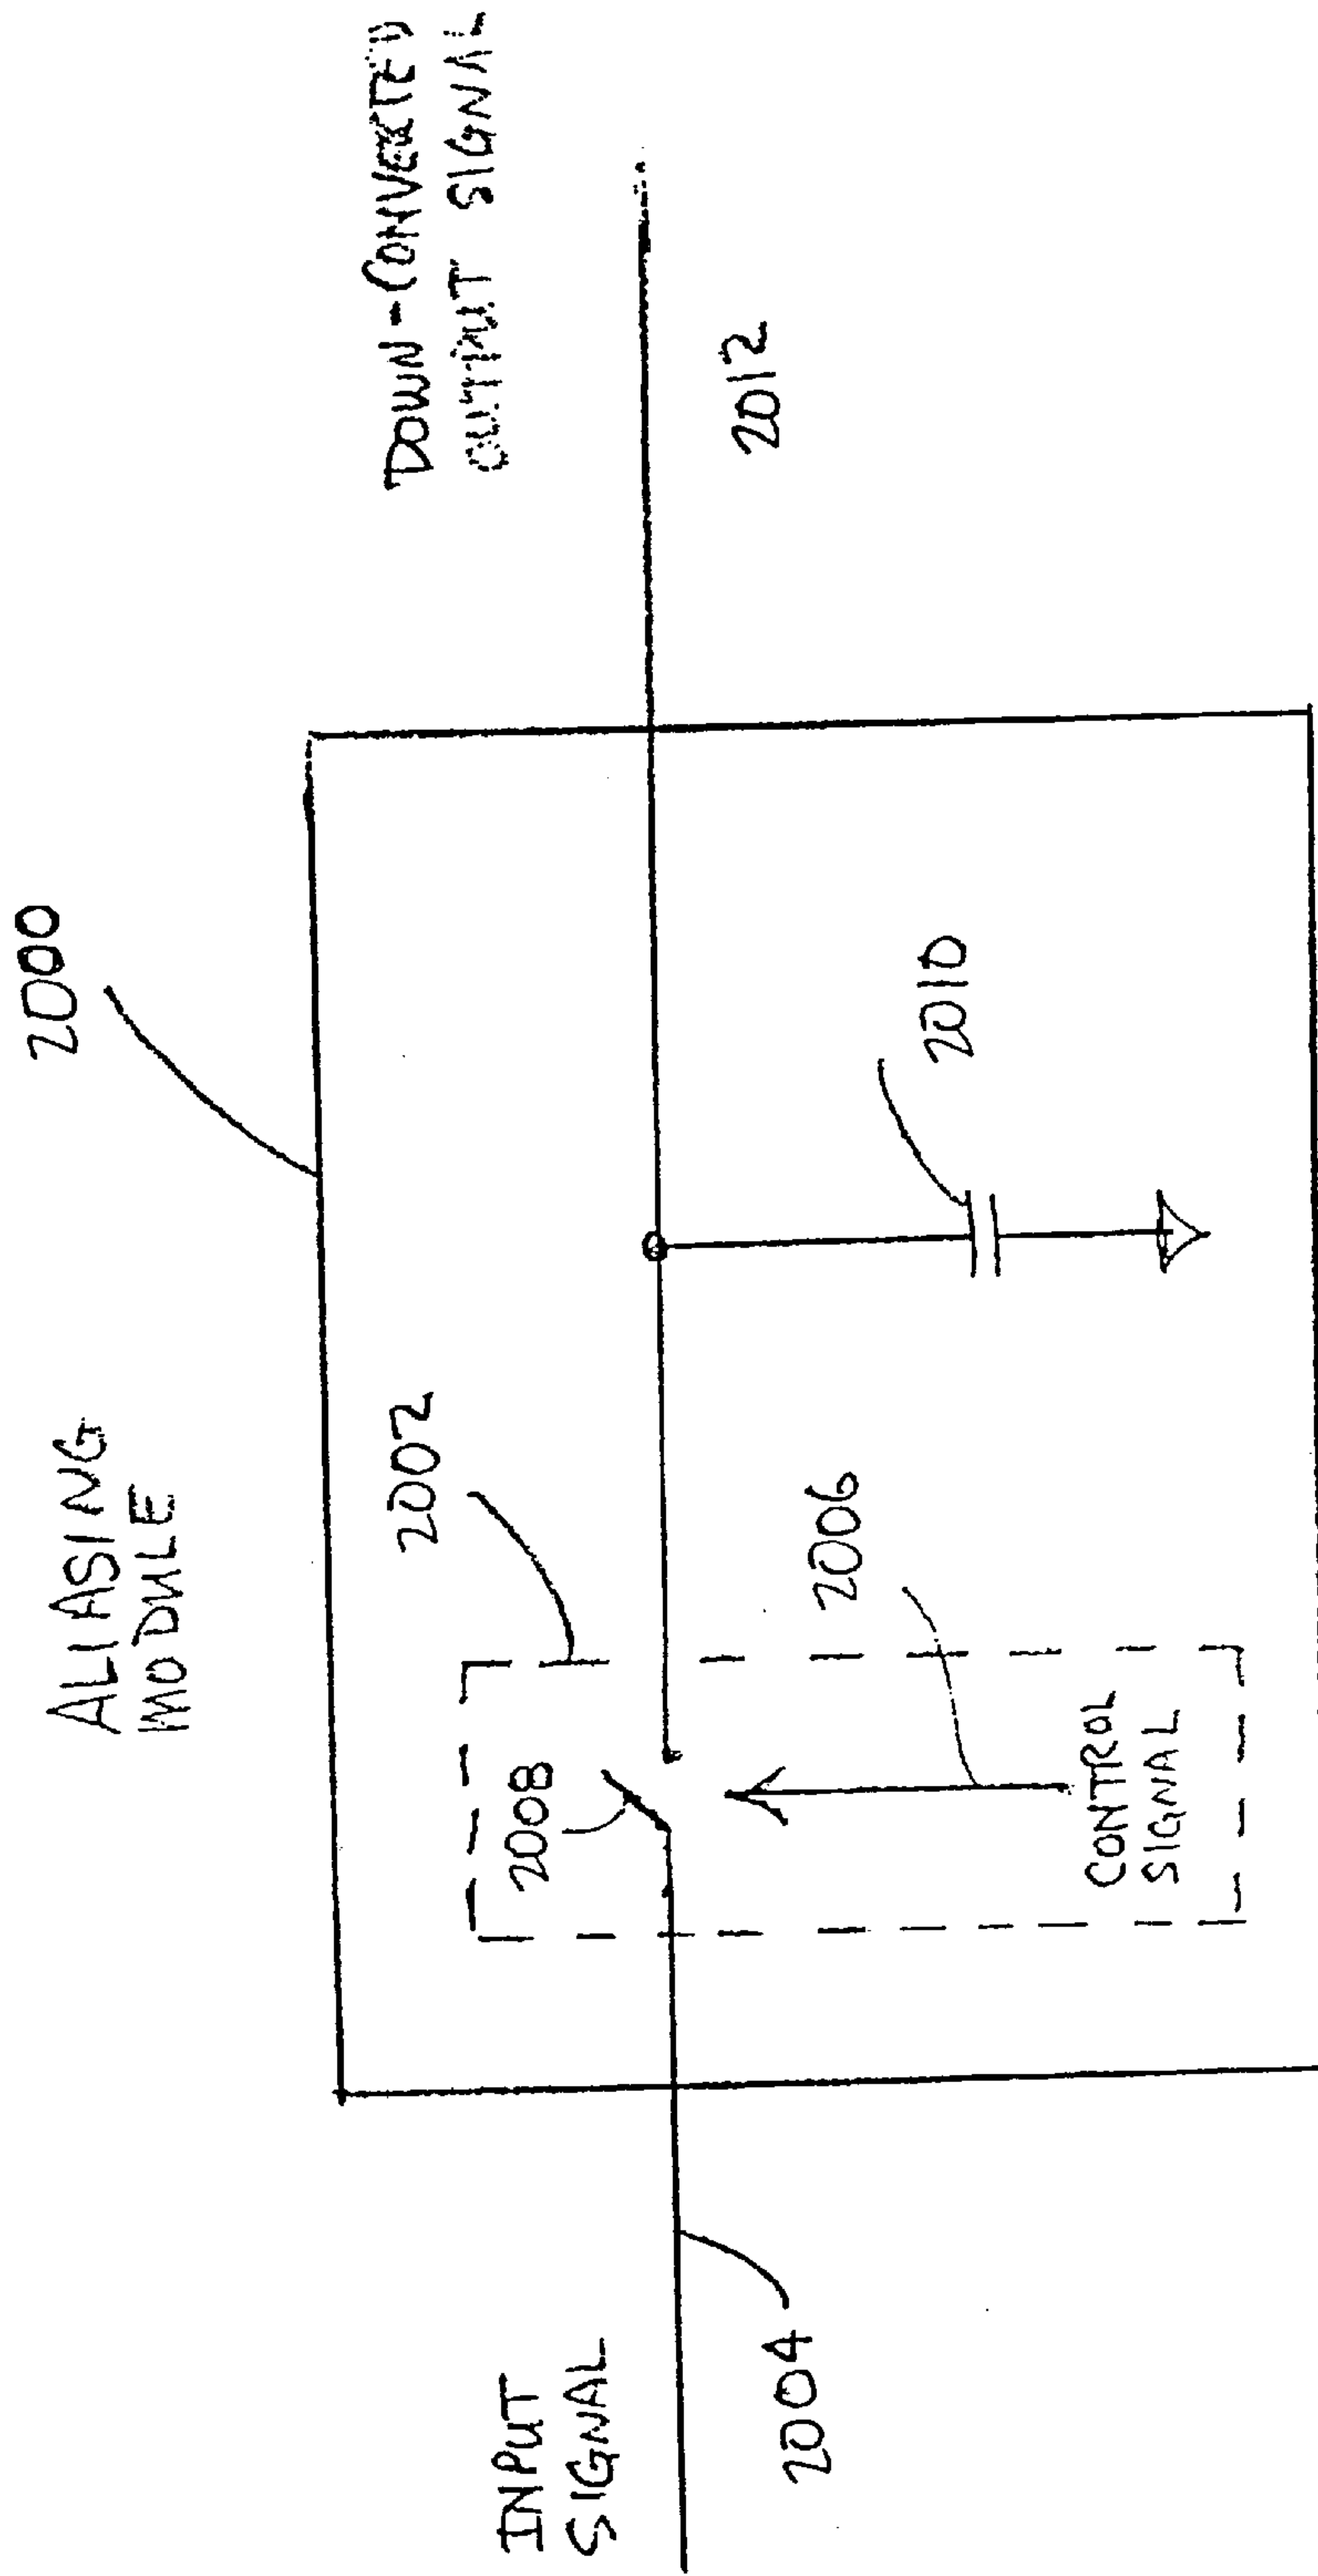 ALIASING
MODULE
2000
INPUT
SIGNAL
2004
2002
2008
2006
CONTROL
SIGNAL
2010
DOWN-CONVERTED
OUTPUT SIGNAL
2012